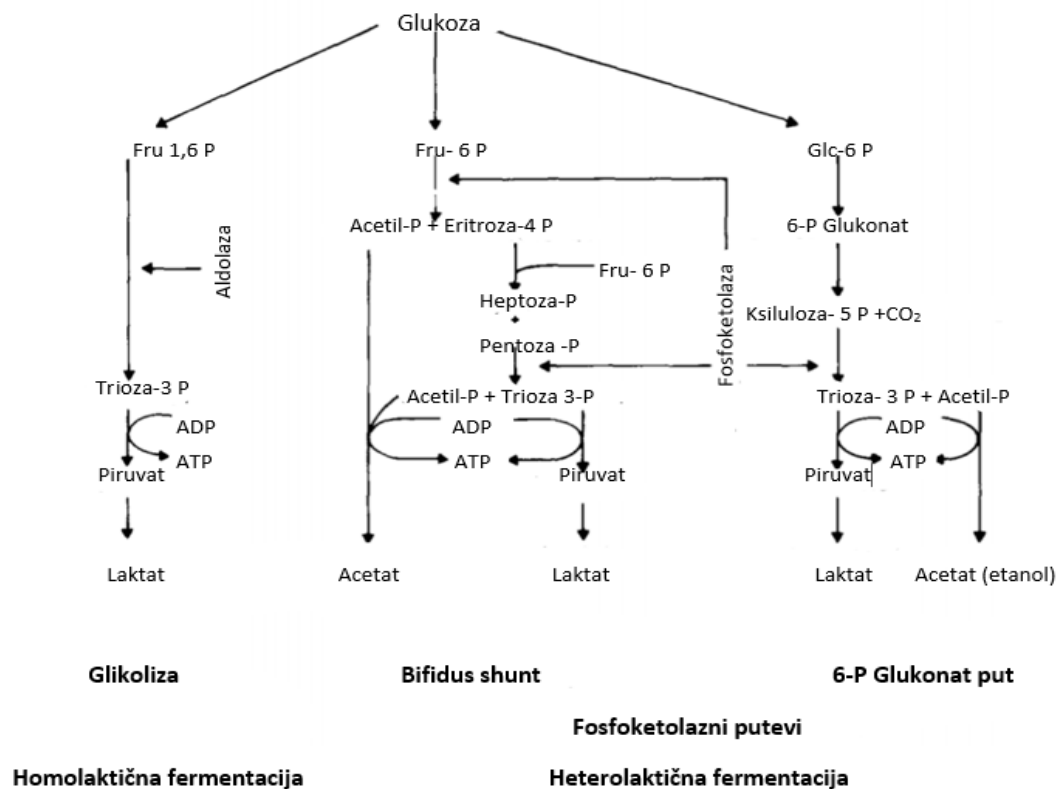 Glukoza
Fru 1,6 P
Fru- 6 P
Glc-6 P
Acetil-P + Eritroza-4 P
6-P Glukonat
Aldolaza
Fru- 6 P
Fosfoketolaza
Heptoza-P
+
Pentoza -P
Ksiluloza- 5 P +CO₂
Trioza-3 P
Acetil-P + Trioza 3-P
Trioza- 3 P + Acetil-P
ADP
ADP
ADP
ATP
ATP
ATP
Piruvat
Piruvat
Piruvat
Laktat
Acetat
Laktat
Laktat
Acetat (etanol)
Glikoliza
Bifidus shunt
6-P Glukonat put
Fosfoketolazni putevi
Homolaktična fermentacija
Heterolaktična fermentacija